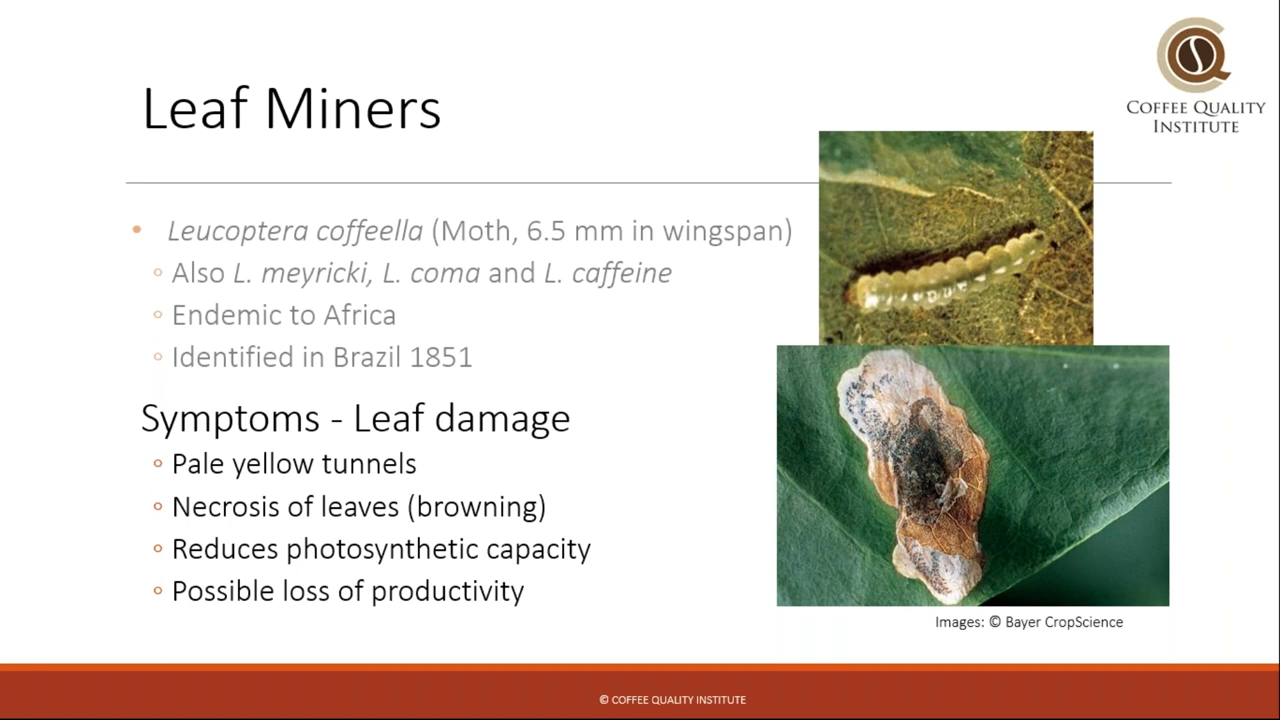 COFFEE QUALITY
INSTITUTE
Leaf Miners
• Leucoptera coffeella (Moth, 6.5 mm in wingspan)
◦ Also L. meyricki, L. coma and L. caffeine
◦ Endemic to Africa
◦ Identified in Brazil 1851
Symptoms - Leaf damage
◦ Pale yellow tunnels
◦ Necrosis of leaves (browning)
◦ Reduces photosynthetic capacity
◦ Possible loss of productivity
Images: © Bayer CropScience
© COFFEE QUALITY INSTITUTE